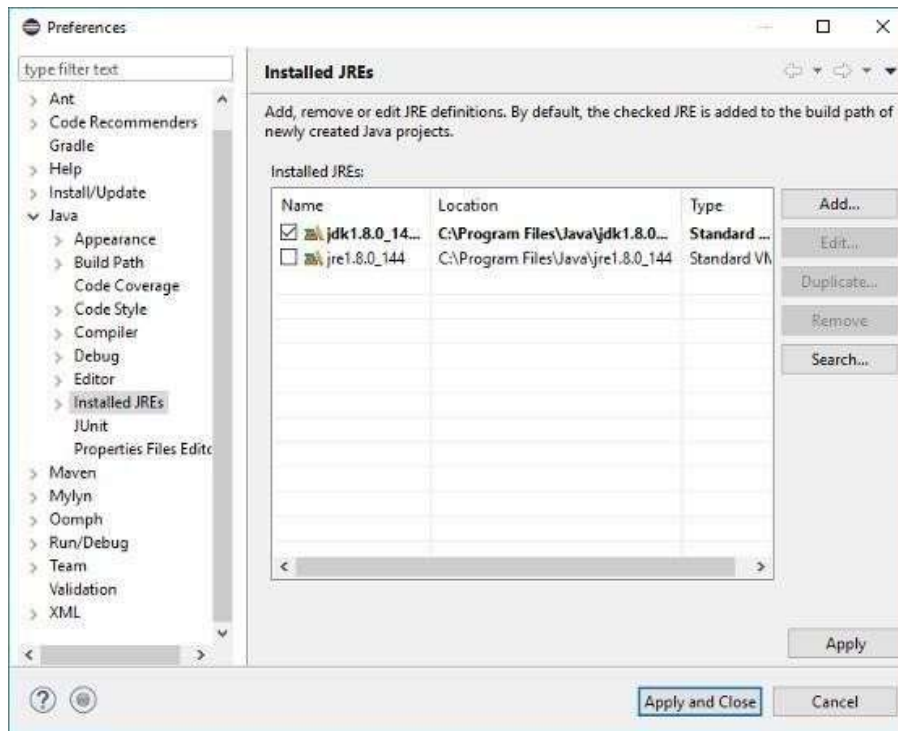 Preferences
type filter text
Ant
Code Recommenders
Gradle
Help
Install/Update
Java
Appearance
Build Path
Code Coverage
Code Style
Compiler
Debug
Editor
Installed JREs
JUnit
Properties Files Edito
Maven
Mylyn
Oomph
Run/Debug
Team
Validation
XML
Installed JREs
Add, remove or edit JRE definitions. By default, the checked JRE is added to the build path of
newly created Java projects.
Installed JREs:
Name Location Type
jdk1.8.0_14... C:\Program Files\Java\jdk1.8.0... Standard ...
jre1.8.0_144 C:\Program Files\Java\jre1.8.0_144 Standard VM
Add...
Edit...
Duplicate...
Remove
Search...
Apply
Apply and Close Cancel